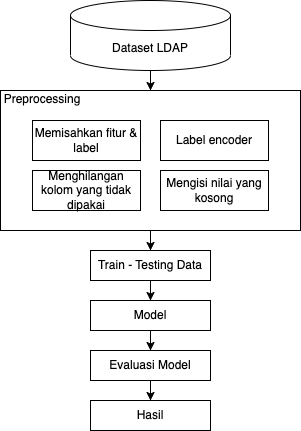 Dataset LDAP
Preprocessing
Memisahkan fitur &
label
Label encoder
Menghilangan
kolom yang tidak
dipakai
Mengisi nilai yang
kosong
Train - Testing Data
Model
Evaluasi Model
Hasil